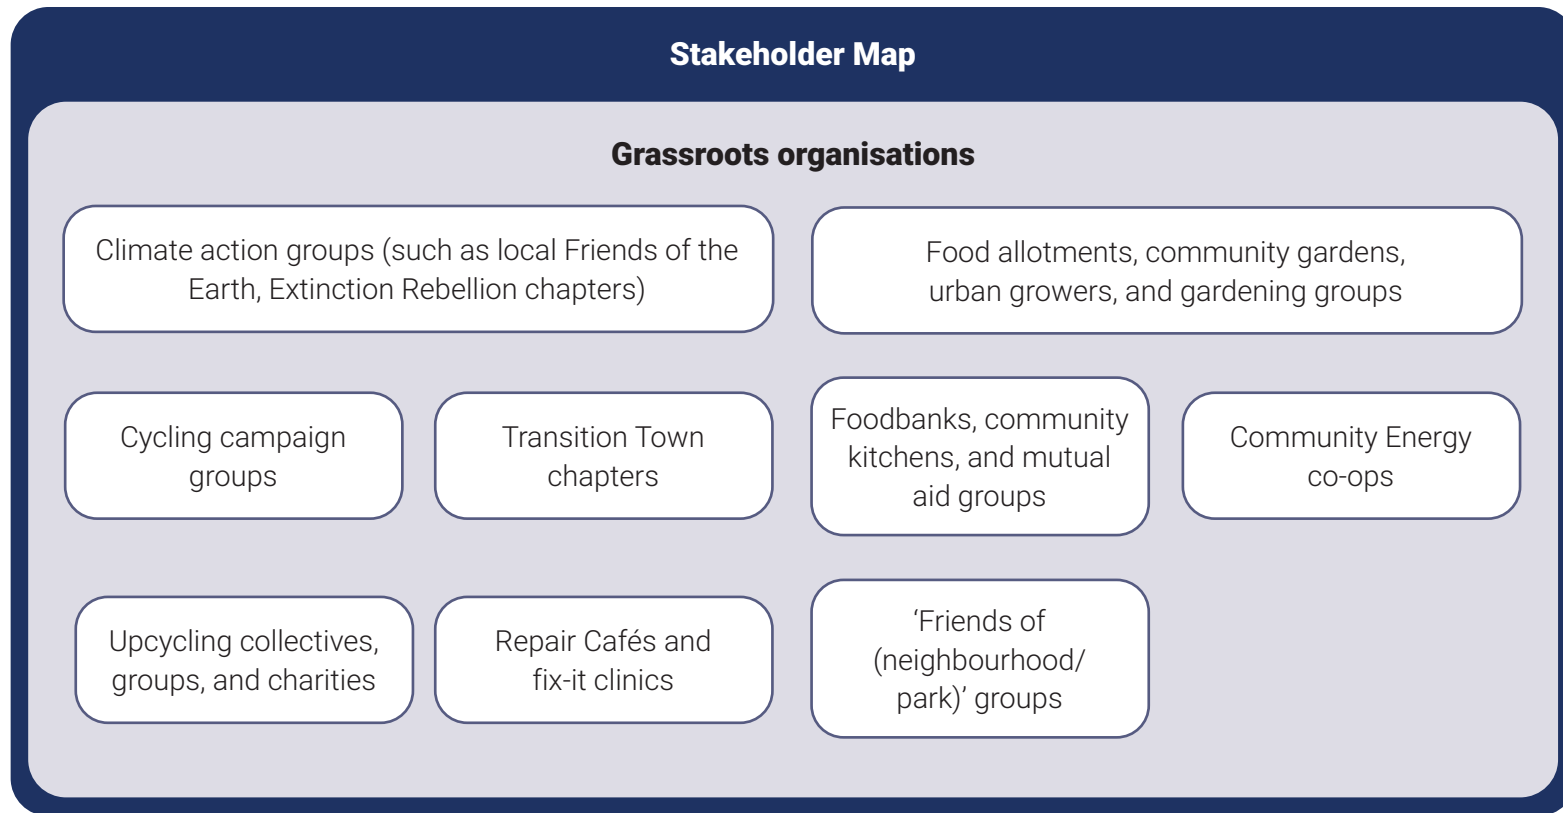 Stakeholder Map
Grassroots organisations
Climate action groups (such as local Friends of the
Earth, Extinction Rebellion chapters)
Food allotments, community gardens,
urban growers, and gardening groups
Cycling campaign
groups
Transition Town
chapters
Foodbanks, community
kitchens, and mutual
aid groups
Community Energy
co-ops
Upcycling collectives,
groups, and charities
Repair Cafés and
fix-it clinics
‘Friends of
(neighbourhood/
park)’ groups